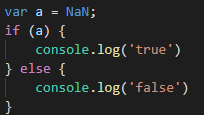 var a = NaN;
if (a) {
    console.log('true')
} else {
    console.log('false')
}